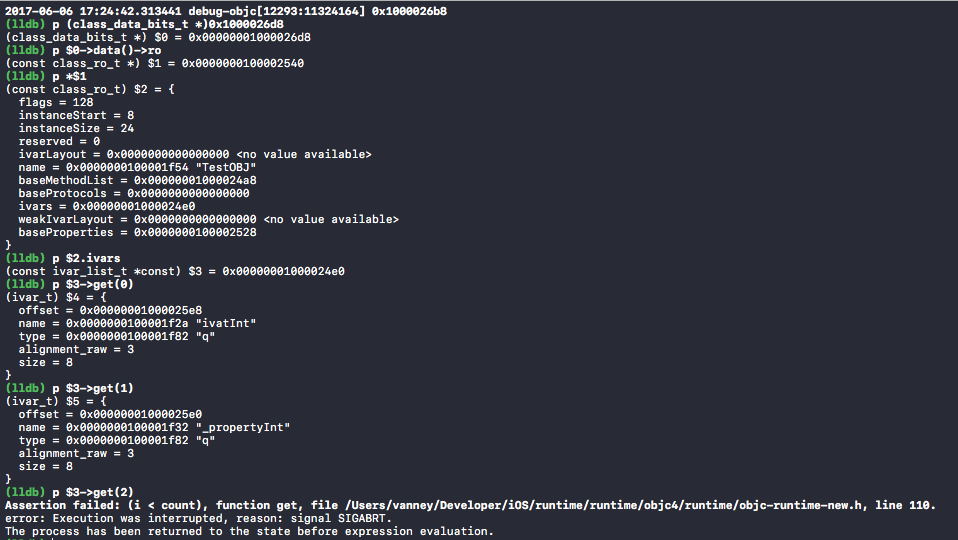 2017-06-06 17:24:42.313441 debug-objc[12293:11324164] 0x1000026b8
(lldb) p (class_data_bits_t *)0x1000026d8
(class_data_bits_t *) $0 = 0x00000001000026d8
(lldb) p $0->data()->ro
(const class_ro_t *) $1 = 0x0000000100002540
(lldb) p *$1
(const class_ro_t) $2 = {
  flags = 128
  instanceStart = 8
  instanceSize = 24
  reserved = 0
  ivarLayout = 0x0000000000000000 <no value available>
  name = 0x0000000100001f54 "TestOBJ"
  baseMethodList = 0x00000001000024a8
  baseProtocols = 0x0000000000000000
  ivars = 0x00000001000024e0
  weakIvarLayout = 0x0000000000000000 <no value available>
  baseProperties = 0x0000000100002528
}
(lldb) p $2.ivars
(const ivar_list_t *const) $3 = 0x00000001000024e0
(lldb) p $3->get(0)
(ivar_t) $4 = {
  offset = 0x00000001000025e8
  name = 0x0000000100001f2a "ivatInt"
  type = 0x0000000100001f82 "q"
  alignment_raw = 3
  size = 8
}
(lldb) p $3->get(1)
(ivar_t) $5 = {
  offset = 0x00000001000025e0
  name = 0x0000000100001f32 "_propertyInt"
  type = 0x0000000100001f82 "q"
  alignment_raw = 3
  size = 8
}
(lldb) p $3->get(2)
Assertion failed: (i < count), function get, file /Users/vanney/Developer/iOS/runtime/runtime/objc4/runtime/objc-runtime-new.h, line 110.
error: Execution was interrupted, reason: signal SIGABRT.
The process has been returned to the state before expression evaluation.